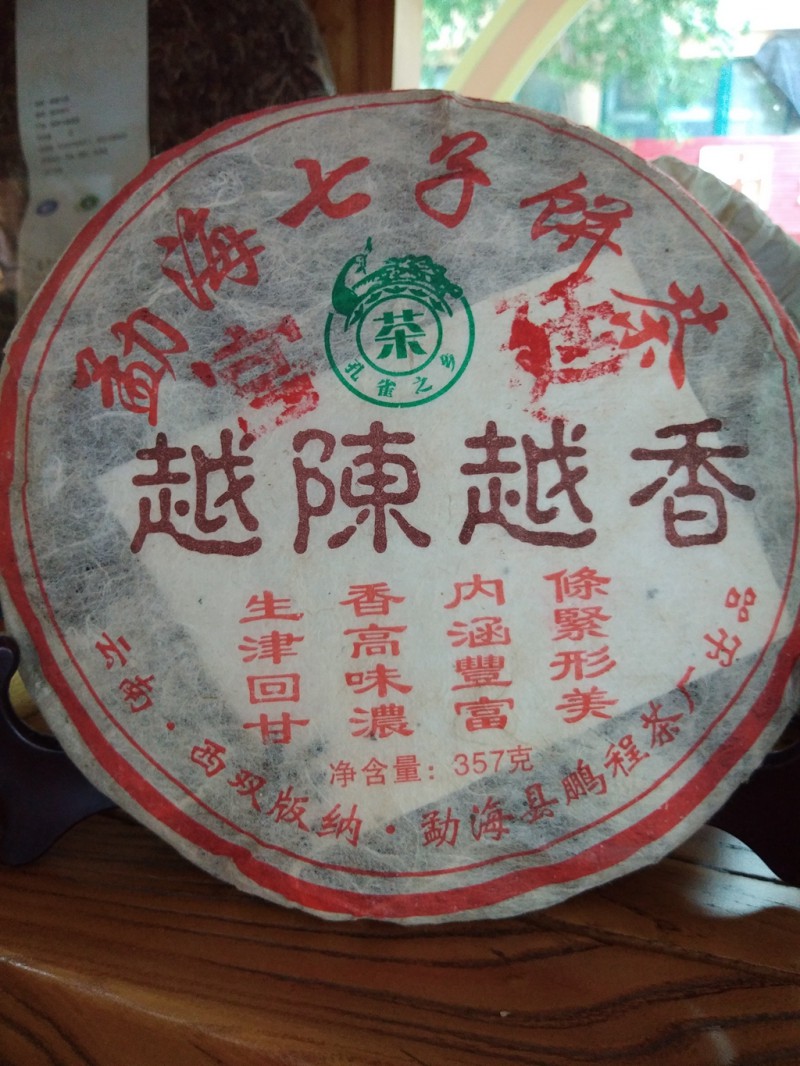 勐海七子饼茶
茶
孔雀之乡
宫
越陳越香
條緊形美
内涵豐富
香高味濃
生津回甘
净含量：357克
云南·西双版纳·勐海县鹏程茶厂出品